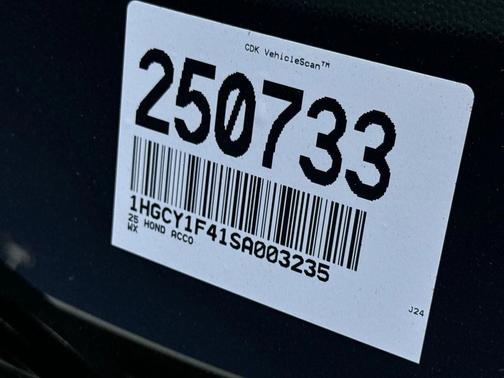 CDK VehicleScan™
250733
1HGCY1F41SA003235
25 HOND ACCO
WX
J24